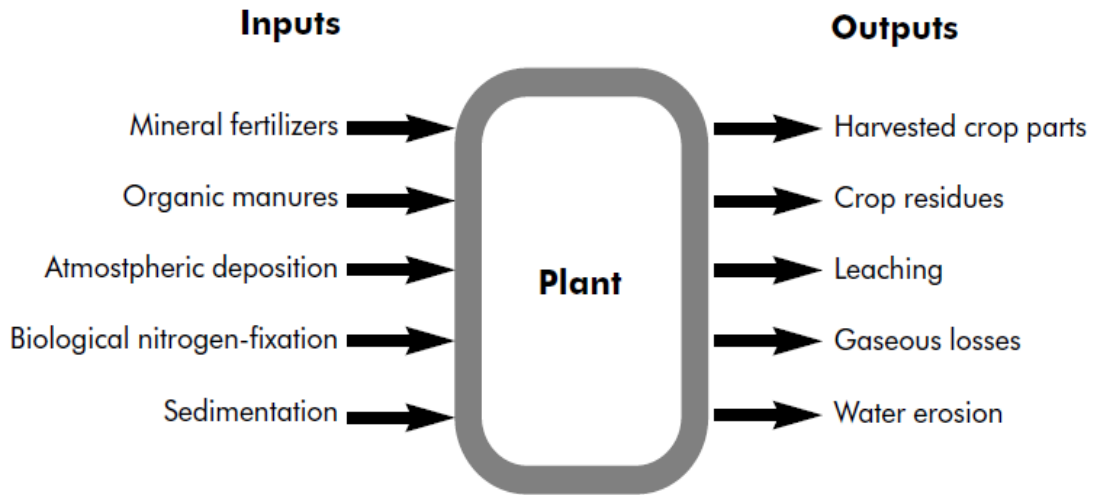 Inputs
Outputs
Mineral fertilizers
Organic manures
Atmostpheric deposition
Biological nitrogen-fixation
Sedimentation
Plant
Harvested crop parts
Crop residues
Leaching
Gaseous losses
Water erosion